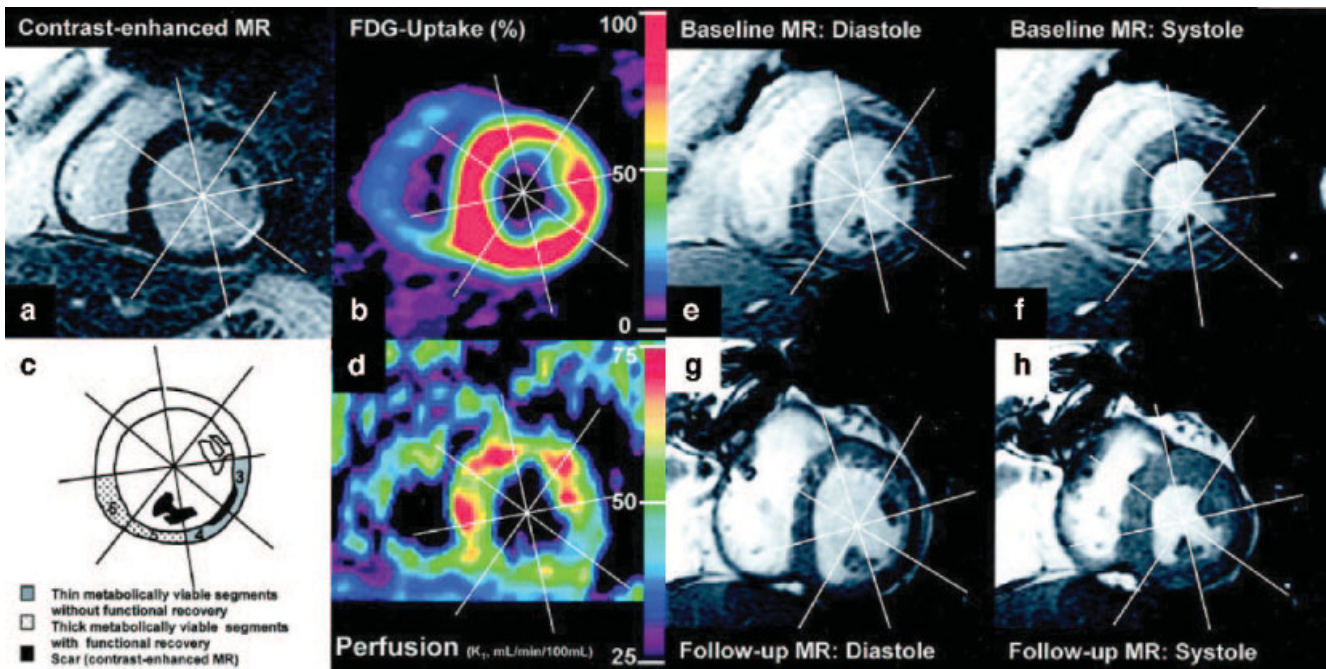 Contrast-enhanced MR
FDG-Uptake (%)
100
50
0
Baseline MR: Diastole
Baseline MR: Systole
a
b
e
f
c
3
4
6
Thin metabolically viable segments
without functional recovery
Thick metabolically viable segments
with functional recovery
Scar (contrast-enhanced MR)
d
75
50
25
Perfusion (K₁, mL/min/100mL)
g
Follow-up MR: Diastole
h
Follow-up MR: Systole